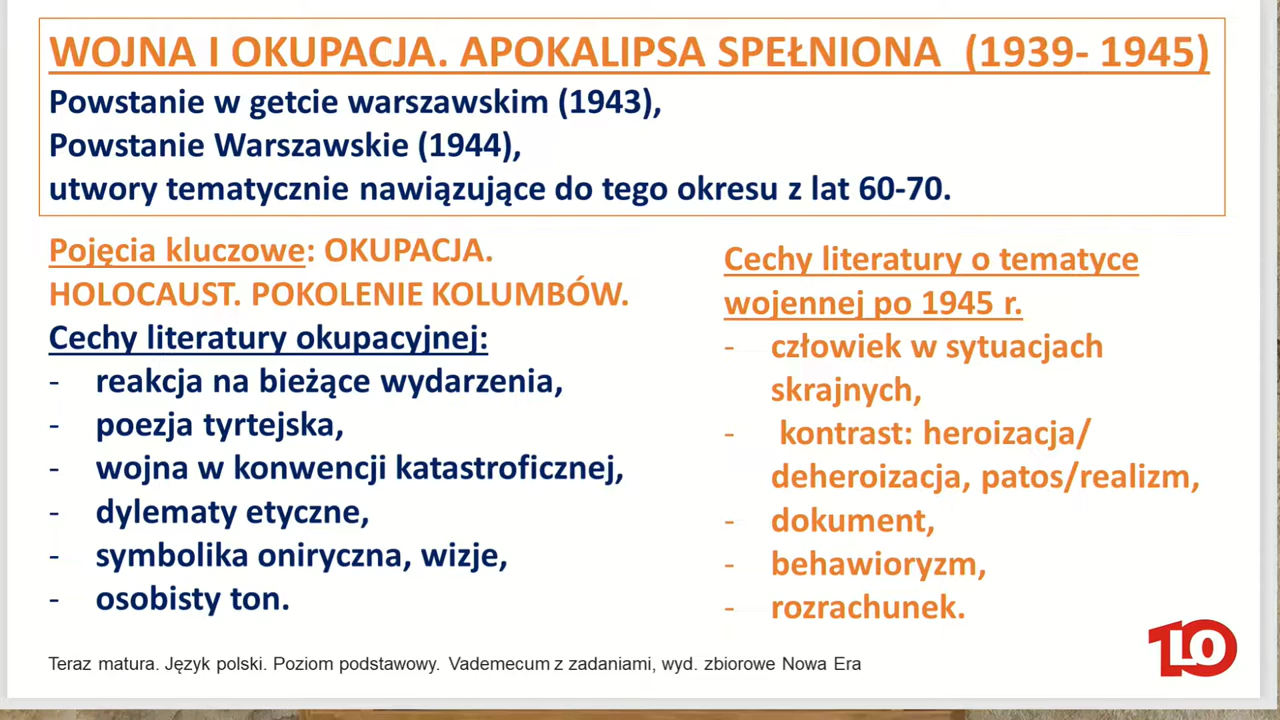 WOJNA I OKUPACJA. APOKALIPSA SPEŁNIONA (1939- 1945)
Powstanie w getcie warszawskim (1943),
Powstanie Warszawskie (1944),
utwory tematycznie nawiązujące do tego okresu z lat 60-70.
Pojęcia kluczowe: OKUPACJA.
HOLOCAUST. POKOLENIE KOLUMBÓW.
Cechy literatury okupacyjnej:
- reakcja na bieżące wydarzenia,
- poezja tyrtejska,
- wojna w konwencji katastroficznej,
- dylematy etyczne,
- symbolika oniryczna, wizje,
- osobisty ton.
Cechy literatury o tematyce
wojennej po 1945 r.
- człowiek w sytuacjach
skrajnych,
- kontrast: heroizacja/
deheroizacja, patos/realizm,
- dokument,
- behawioryzm,
- rozrachunek.
1LO
Teraz matura. Język polski. Poziom podstawowy. Vademecum z zadaniami, wyd. zbiorowe Nowa Era